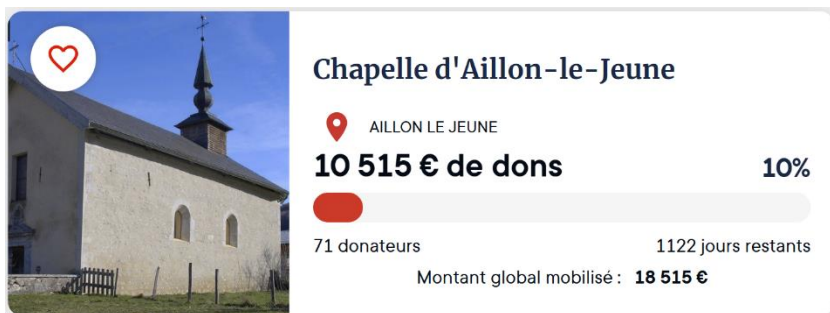 Chapelle d'Aillon-le-Jeune
AILLON LE JEUNE
10 515 € de dons 10%
71 donateurs 1122 jours restants
Montant global mobilisé : 18 515 €